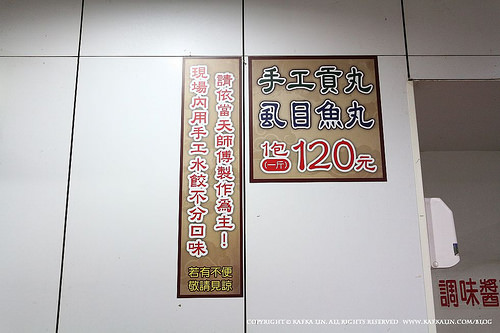 請依當天師傅製作為主！
現場內用手工水餃不分口味
若有不便
敬請見諒
手工貢丸
虱目魚丸
1包(一斤)120元
調味醬
COPYRIGHT © KAFKA LIN. ALL RIGHTS RESERVED  WWW.KAFKALIN.COM/BLOG